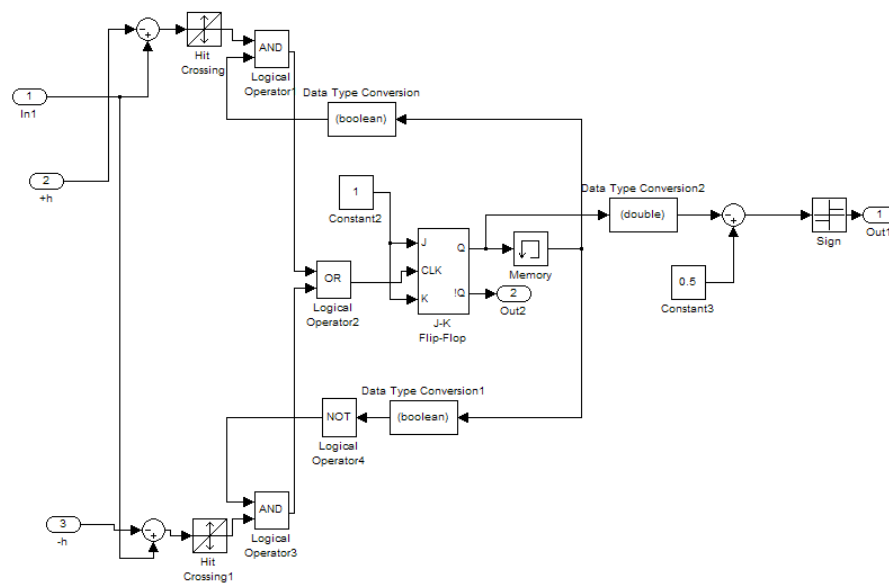 1
In1
2
+h
-
+
Hit
Crossing
AND
Logical
Operator1
Data Type Conversion
(boolean)
1
Constant2
OR
Logical
Operator2
J
CLK
K
Q
!Q
J-K
Flip-Flop
Memory
2
Out2
Data Type Conversion2
(double)
-
+
0.5
Constant3
Sign
1
Out1
Data Type Conversion1
(boolean)
NOT
Logical
Operator4
3
-h
-
+
Hit
Crossing1
AND
Logical
Operator3